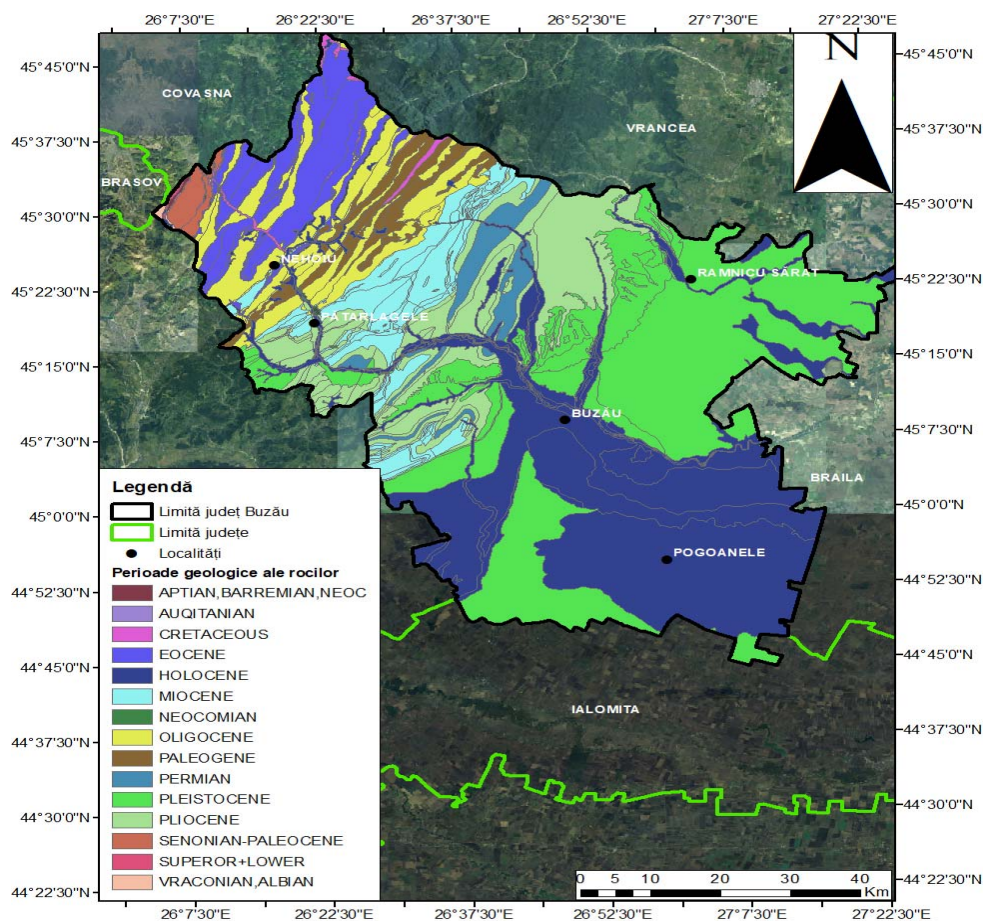 26°7'30"E 26°22'30"E 26°37'30"E 26°52'30"E 27°7'30"E 27°22'30"E
N
45°45'0"N 45°45'0"N
COVASNA
VRANCEA
45°37'30"N 45°37'30"N
BRASOV
45°30'0"N 45°30'0"N
NEHOIU
RAMNICU SĂRAT
45°22'30"N 45°22'30"N
PĂTÂRLAGELE
45°15'0"N 45°15'0"N
BUZĂU
45°7'30"N 45°7'30"N
BRAILA
45°0'0"N 45°0'0"N
POGOANELE
44°52'30"N 44°52'30"N
44°45'0"N 44°45'0"N
IALOMITA
44°37'30"N 44°37'30"N
44°30'0"N 44°30'0"N
44°22'30"N 44°22'30"N
Legendă
Limită județ Buzău
Limită județe
Localități
Perioade geologice ale rocilor
APTIAN,BARREMIAN,NEOC
AUQITANIAN
CRETACEOUS
EOCENE
HOLOCENE
MIOCENE
NEOCOMIAN
OLIGOCENE
PALEOGENE
PERMIAN
PLEISTOCENE
PLIOCENE
SENONIAN-PALEOCENE
SUPEROR+LOWER
VRACONIAN,ALBIAN
0 5 10 20 30 40
Km
26°7'30"E 26°22'30"E 26°37'30"E 26°52'30"E 27°7'30"E 27°22'30"E